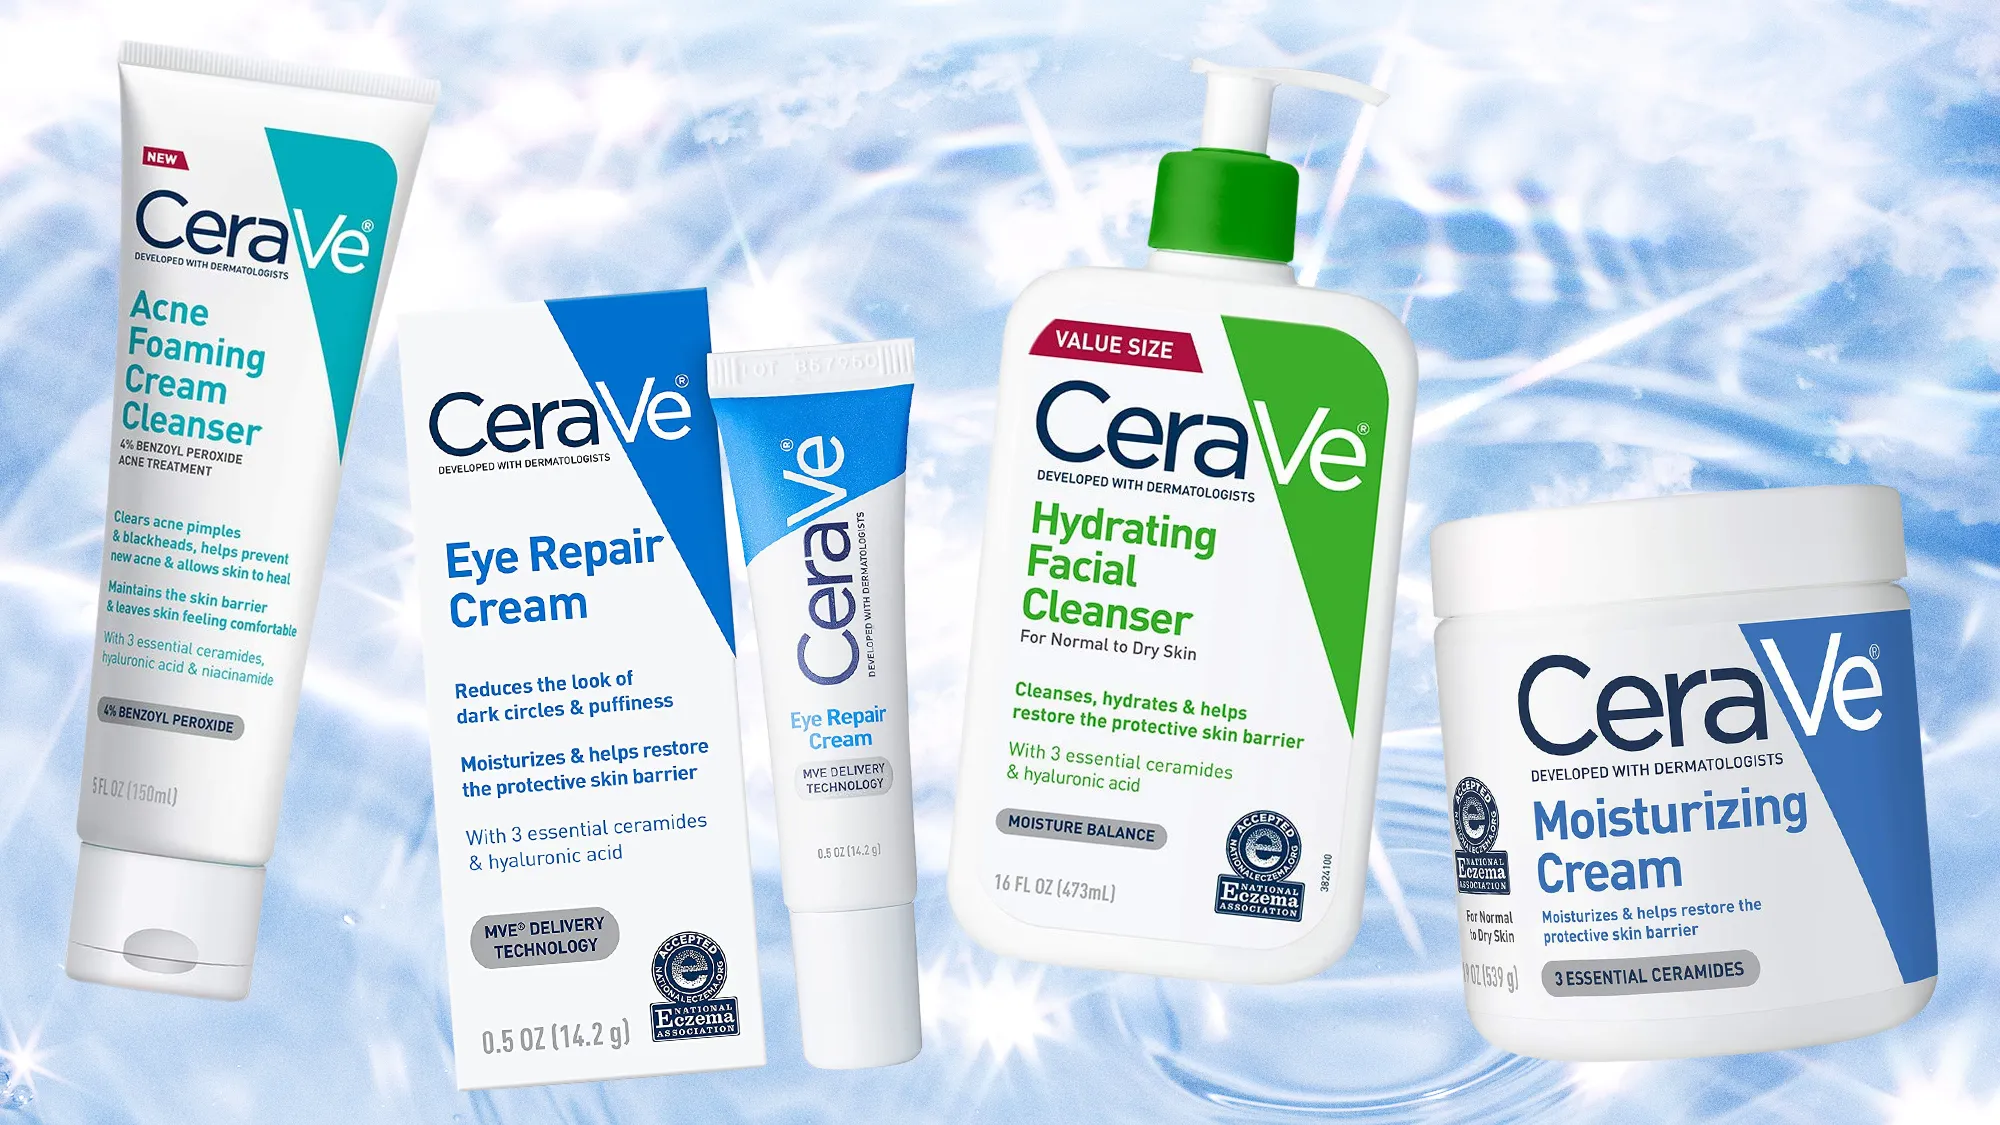 NEW
CeraVe®
DEVELOPED WITH DERMATOLOGISTS
Acne
Foaming
Cream
Cleanser
4% BENZOYL PEROXIDE
ACNE TREATMENT
Clears acne pimples
& blackheads, helps prevent
new acne & allows skin to heal
Maintains the skin barrier
& leaves skin feeling comfortable
With 3 essential ceramides,
hyaluronic acid & niacinamide
4% BENZOYL PEROXIDE
5 FL OZ (150ml)
CeraVe®
DEVELOPED WITH DERMATOLOGISTS
Eye Repair
Cream
Reduces the look of
dark circles & puffiness
Moisturizes & helps restore
the protective skin barrier
With 3 essential ceramides
& hyaluronic acid
MVE® DELIVERY
TECHNOLOGY
0.5 OZ (14.2 g)
ACCEPTED
NATIONALECZEMA.ORG
NATIONAL
Eczema
ASSOCIATION
LOT B57950
CeraVe®
DEVELOPED WITH DERMATOLOGISTS
Eye Repair
Cream
MVE DELIVERY
TECHNOLOGY
0.5 OZ (14.2 g)
VALUE SIZE
CeraVe®
DEVELOPED WITH DERMATOLOGISTS
Hydrating
Facial
Cleanser
For Normal to Dry Skin
Cleanses, hydrates & helps
restore the protective skin barrier
With 3 essential ceramides
& hyaluronic acid
MOISTURE BALANCE
16 FL OZ (473mL)
ACCEPTED
NATIONALECZEMA.ORG
NATIONAL
Eczema
ASSOCIATION
3824100
CeraVe®
DEVELOPED WITH DERMATOLOGISTS
Moisturizing
Cream
Moisturizes & helps restore the
protective skin barrier
3 ESSENTIAL CERAMIDES
ACCEPTED
NATIONAL
Eczema
ASSOCIATION
For Normal
to Dry Skin
19 OZ (539 g)